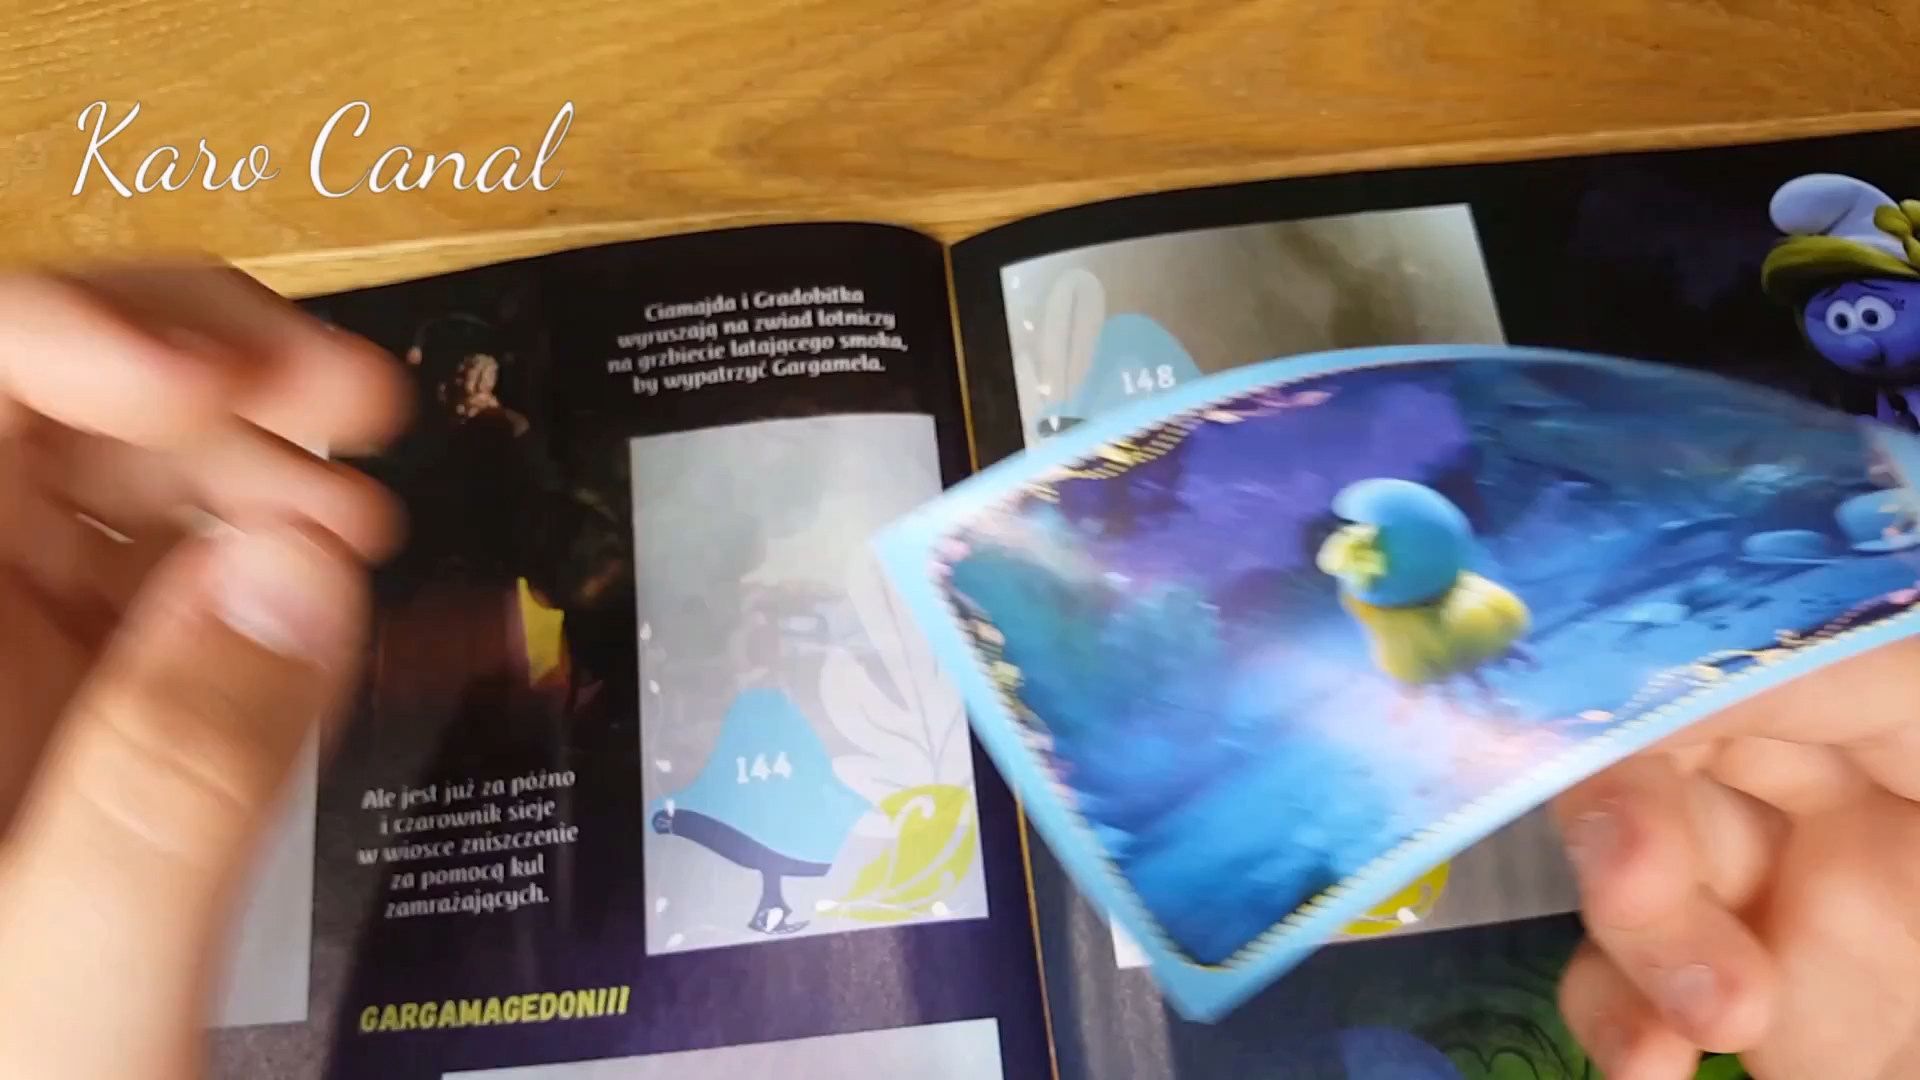 Karo Canal
Ciamajda i Gradobitka
wyruszają na zwiad lotniczy
na grzbiecie latającego smoka,
by wypatrzyć Gargamela.
148
144
Ale jest już za późno
i czarownik sieje
w wiosce zniszczenie
za pomocą kul
zamrażających.
GARGAMAGEDON!!!